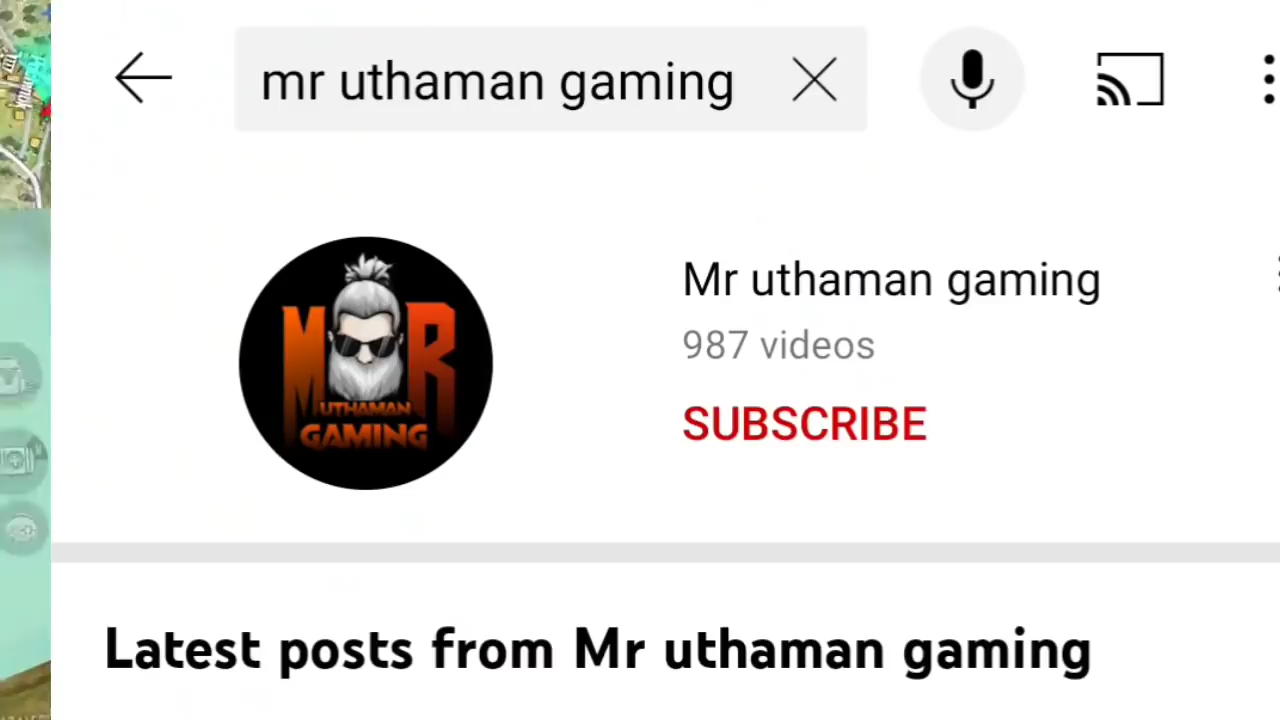 mr uthaman gaming
Mr uthaman gaming
987 videos
SUBSCRIBE
MR
UTHAMAN
GAMING
Latest posts from Mr uthaman gaming